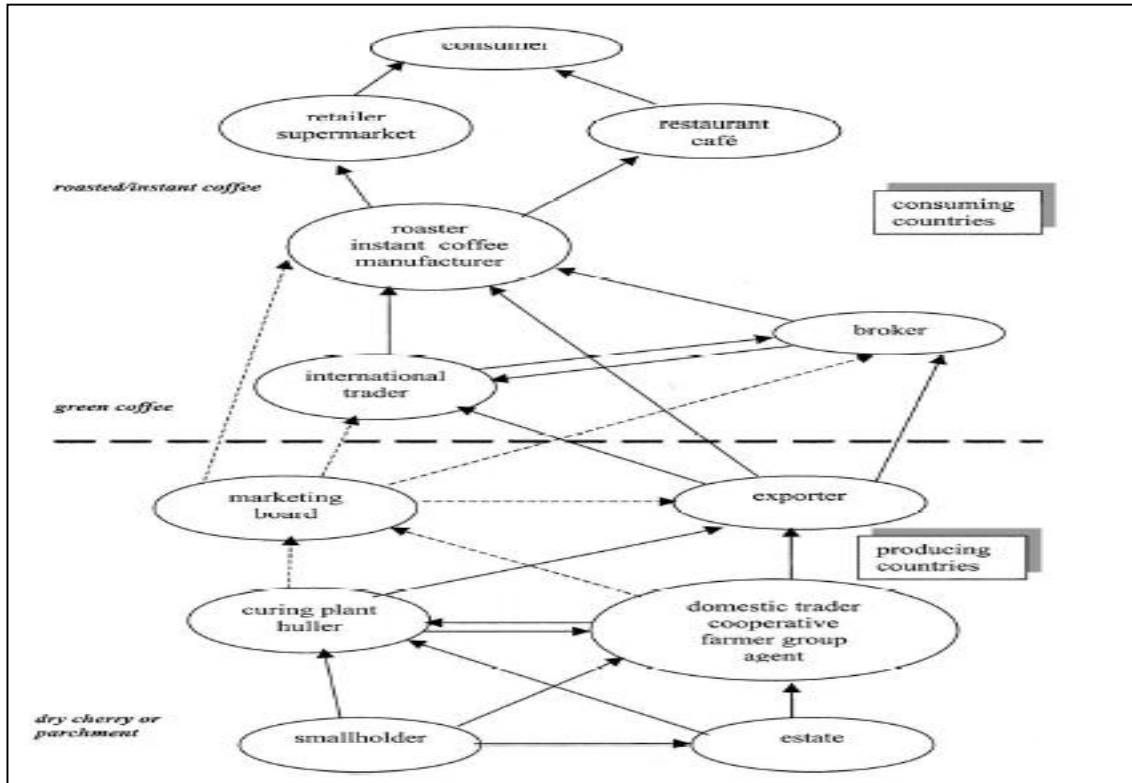 consumer
retailer
supermarket
restaurant
café
roasted/instant coffee
consuming
countries
roaster
instant coffee
manufacturer
broker
international
trader
green coffee
marketing
board
exporter
producing
countries
curing plant
huller
domestic trader
cooperative
farmer group
agent
dry cherry or
parchment
smallholder
estate